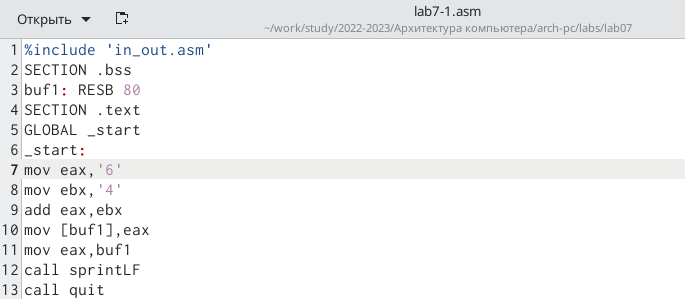 Открыть
lab7-1.asm
~/work/study/2022-2023/Архитектура компьютера/arch-pc/labs/lab07
1 %include 'in_out.asm'
2 SECTION .bss
3 buf1: RESB 80
4 SECTION .text
5 GLOBAL _start
6 _start:
7 mov eax,'6'
8 mov ebx,'4'
9 add eax,ebx
10 mov [buf1],eax
11 mov eax,buf1
12 call sprintLF
13 call quit